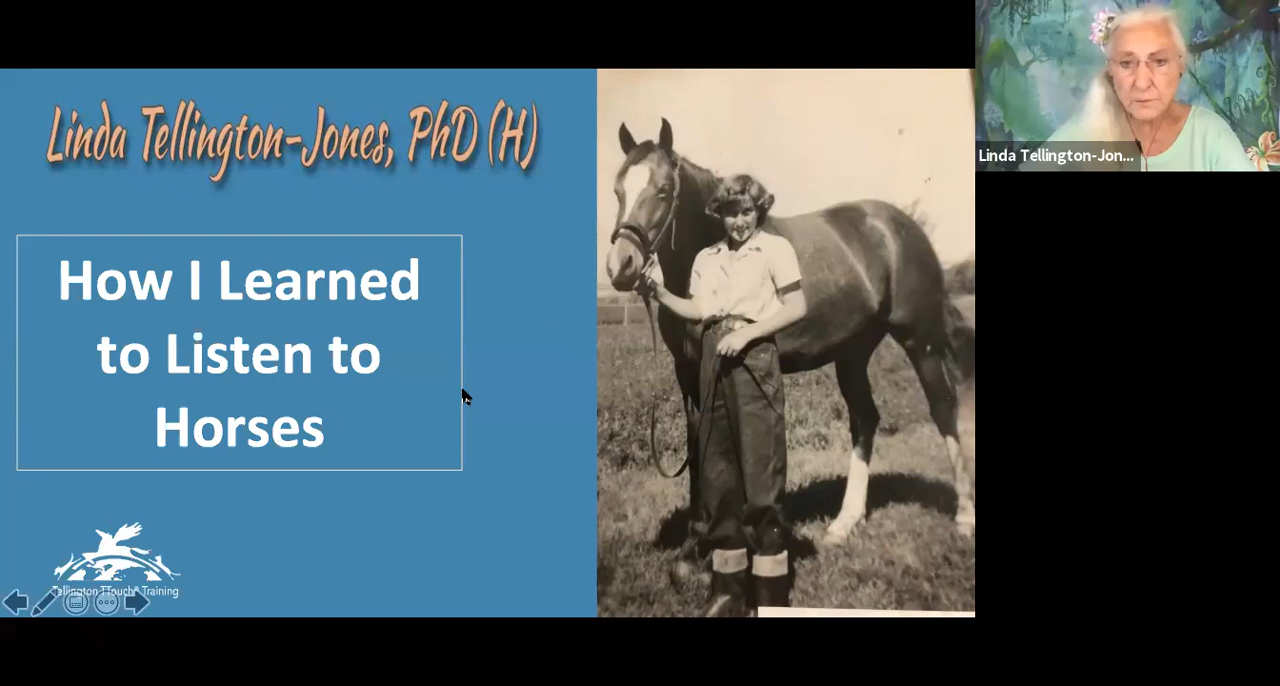 Linda Tellington-Jones, PhD (H)
How I Learned
to Listen to
Horses
Tellington TTouch® Training
Linda Tellington-Jon...